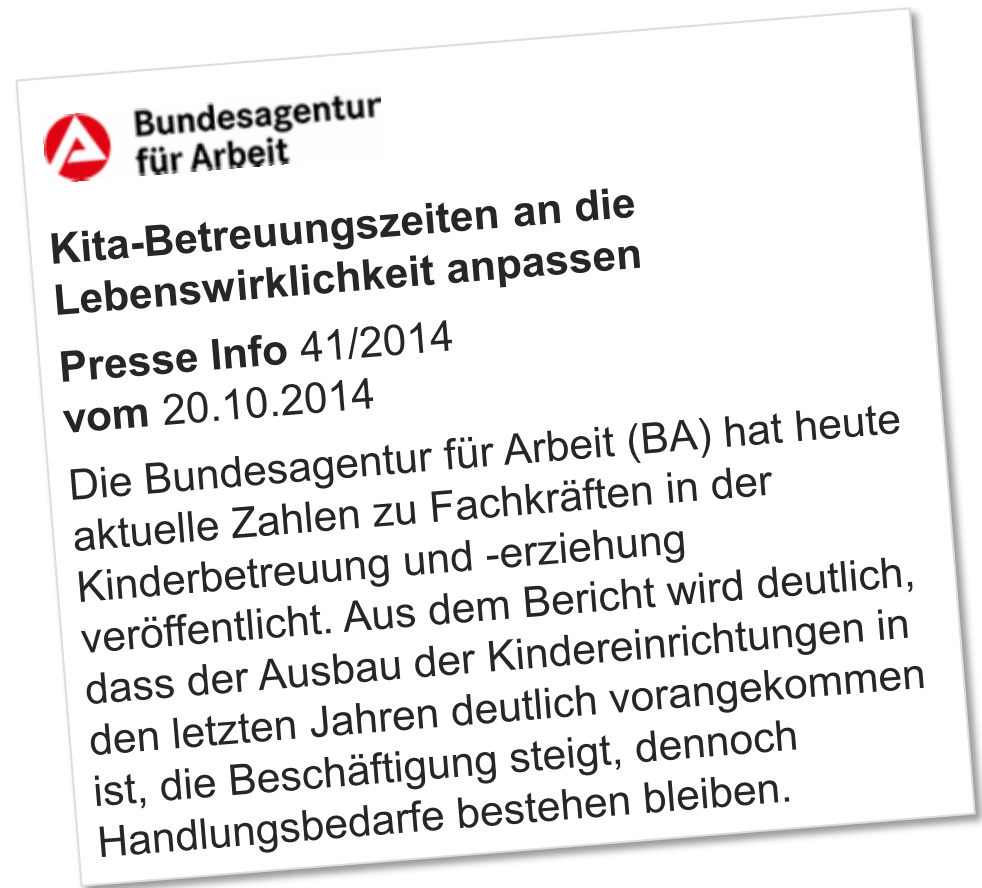 Bundesagentur
für Arbeit
Kita-Betreuungszeiten an die
Lebenswirklichkeit anpassen
Presse Info 41/2014
vom 20.10.2014
Die Bundesagentur für Arbeit (BA) hat heute
aktuelle Zahlen zu Fachkräften in der
Kinderbetreuung und -erziehung
veröffentlicht. Aus dem Bericht wird deutlich,
dass der Ausbau der Kindereinrichtungen in
den letzten Jahren deutlich vorangekommen
ist, die Beschäftigung steigt, dennoch
Handlungsbedarfe bestehen bleiben.